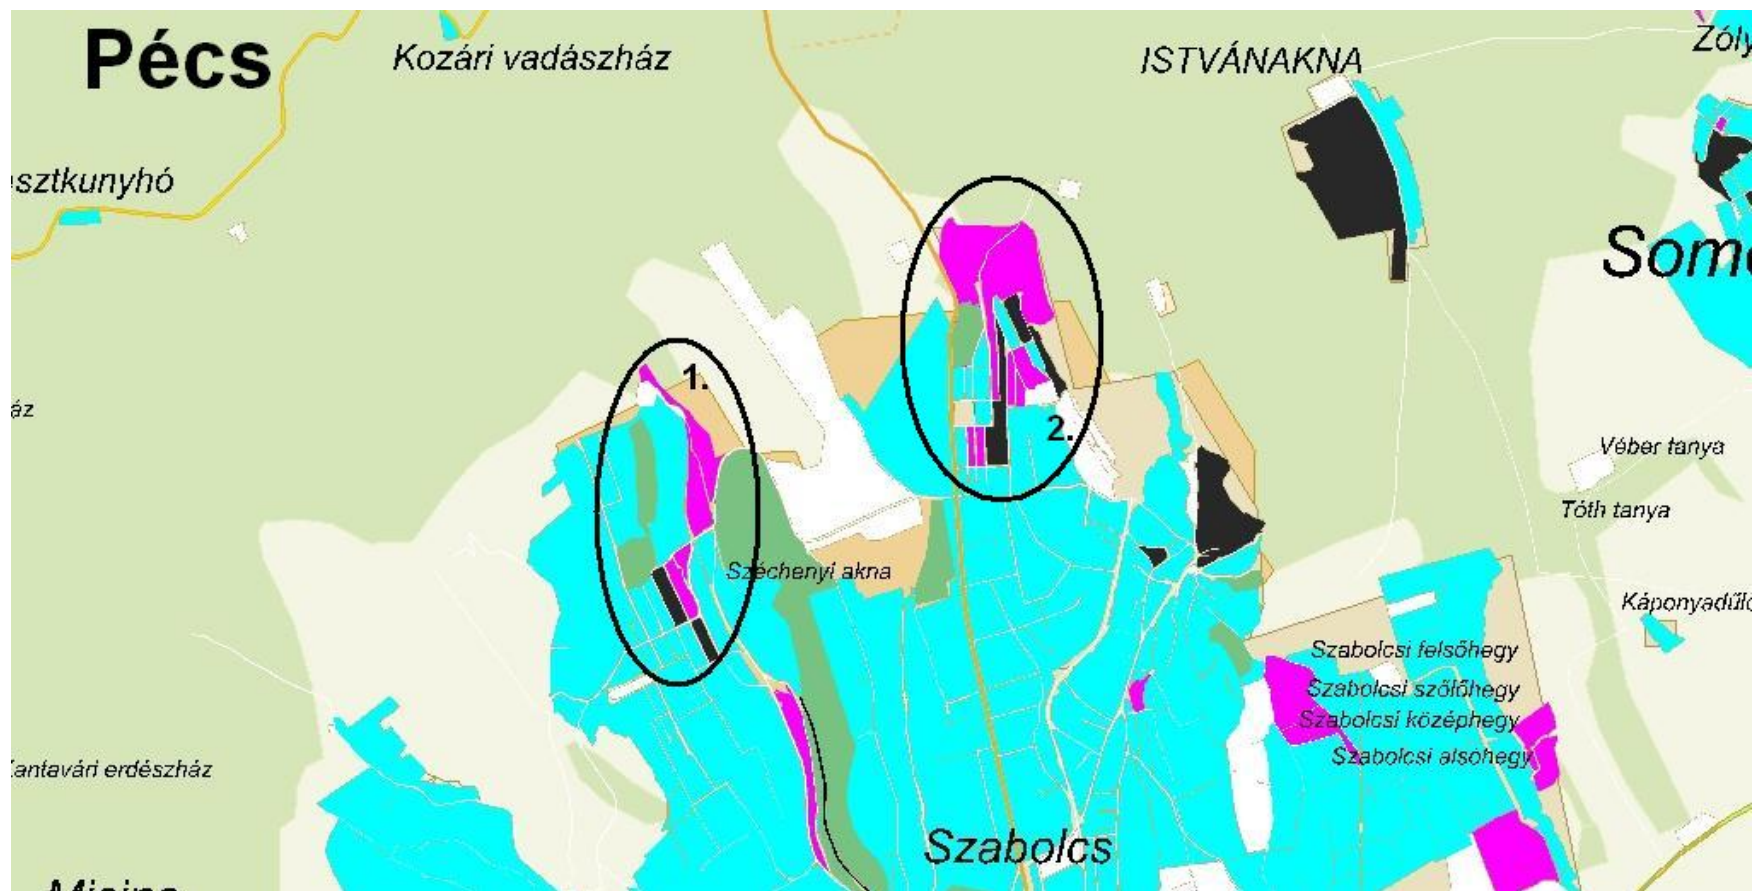 Pécs
Kozári vadászház
ISTVÁNAKNA
Zóly
sztkunyhó
Som
1.
áz
2.
Véber tanya
Tóth tanya
Széchenyi akna
Káponyadűlő
Szabolcsi felsőhegy
Szabolcsi szőlőhegy
Szabolcsi középhegy
Szabolcsi alsóhegy
antavári erdészház
Szabolcs